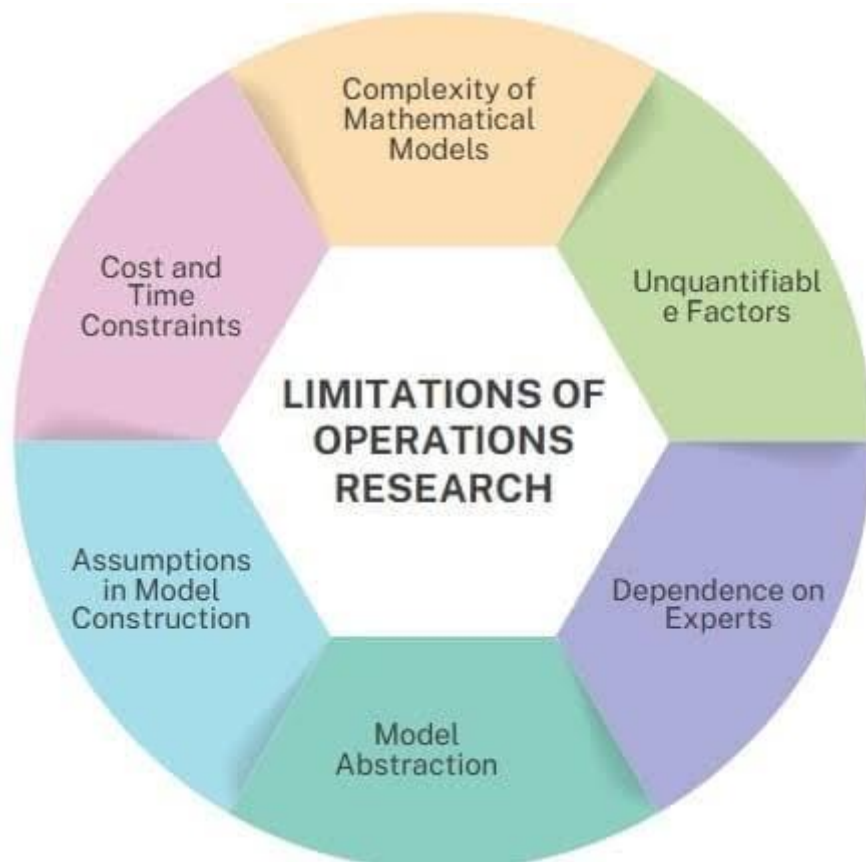 Complexity of
Mathematical
Models
Unquantifiabl
e Factors
Dependence on
Experts
Model
Abstraction
Assumptions
in Model
Construction
Cost and
Time
Constraints
LIMITATIONS OF
OPERATIONS
RESEARCH